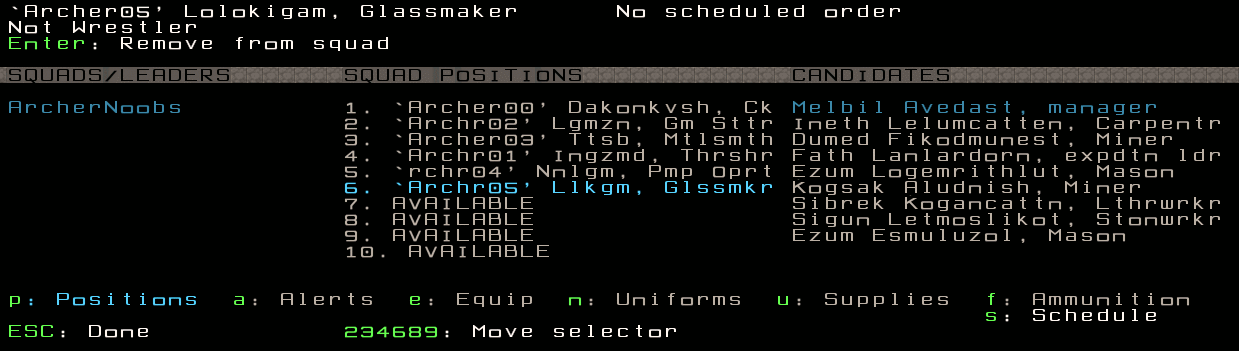 `Archer05' Lolokigam, Glassmaker No scheduled order
Not Wrestler
Enter: Remove from squad
SQUADS/LEADERS SQUAD POSITIONS CANDIDATES
ArcherNoobs 1. `Archer00' Dakonkvsh, Ck Melbil Avedast, manager
2. `Archr02' Lgmzn, Gm Sttr Ineth Lelumcatten, Carpentr
3. `Archer03' Ttsb, Mtlsmth Dumed Fikodmunest, Miner
4. `Archr01' Ingzmd, Thrshr Fath Lanlardorn, expdtn ldr
5. `rchr04' Nnlgm, Pmp Oprt Ezum Logemrithlut, Mason
6. `Archr05' Llkgm, Glssmkr Kogsak Aludnish, Miner
7. AVAILABLE Sibrek Kogancattn, Lthrwrkr
8. AVAILABLE Sigun Letmoslikot, Stonwrkr
9. AVAILABLE Ezum Esmuluzol, Mason
10. AVAILABLE
p: Positions a: Alerts e: Equip n: Uniforms u: Supplies f: Ammunition
s: Schedule
ESC: Done 234689: Move selector